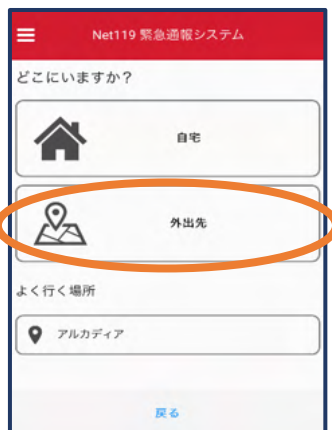 Net119 緊急通報システム
どこにいますか？
自宅
外出先
よく行く場所
アルカディア
戻る